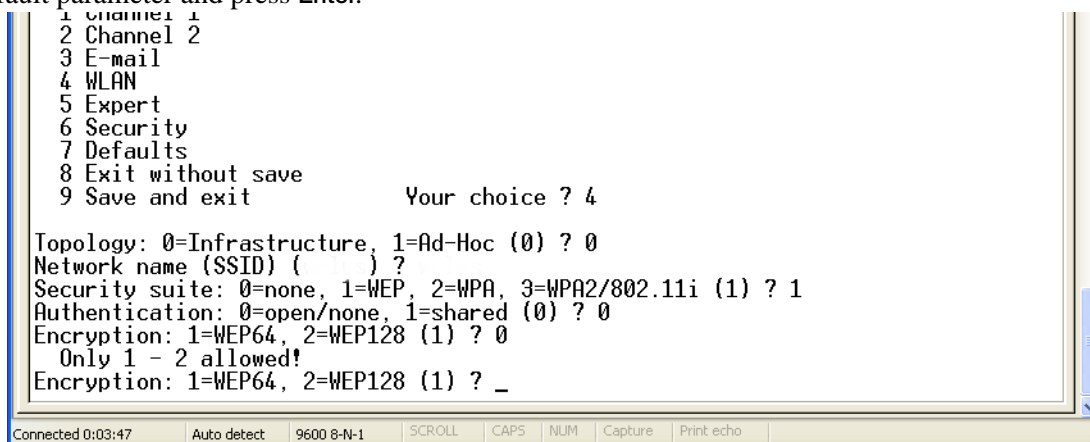 fault parameter and press Enter.
1 Channel 1
2 Channel 2
3 E-mail
4 WLAN
5 Expert
6 Security
7 Defaults
8 Exit without save
9 Save and exit Your choice ? 4
Topology: 0=Infrastructure, 1=Ad-Hoc (0) ? 0
Network name (SSID) ( ) ?
Security suite: 0=none, 1=WEP, 2=WPA, 3=WPA2/802.11i (1) ? 1
Authentication: 0=open/none, 1=shared (0) ? 0
Encryption: 1=WEP64, 2=WEP128 (1) ? 0
Only 1 - 2 allowed!
Encryption: 1=WEP64, 2=WEP128 (1) ? _
Connected 0:03:47 Auto detect 9600 8-N-1 SCROLL CAPS NUM Capture Print echo